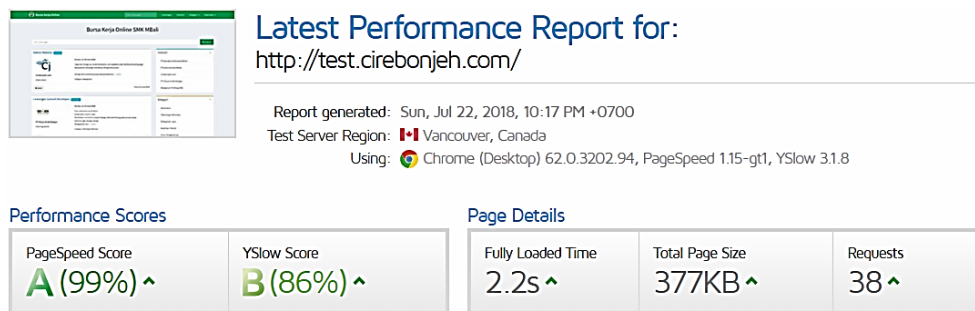 Bursa Kerja Online SMK MBali
Latest Performance Report for:
http://test.cirebonjeh.com/
Report generated: Sun, Jul 22, 2018, 10:17 PM +0700
Test Server Region: Vancouver, Canada
Using: Chrome (Desktop) 62.0.3202.94, PageSpeed 1.15-gt1, YSlow 3.1.8
Performance Scores
PageSpeed Score
A (99%)
YSlow Score
B (86%)
Page Details
Fully Loaded Time
2.2s
Total Page Size
377KB
Requests
38